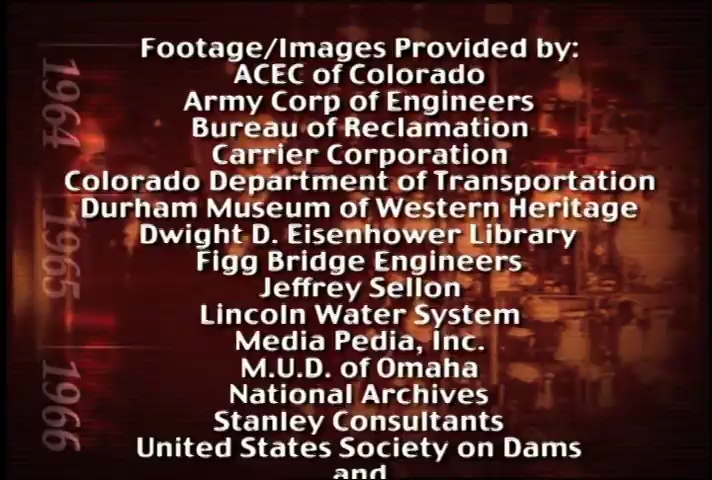 Footage/Images Provided by:
ACEC of Colorado
Army Corp of Engineers
Bureau of Reclamation
Carrier Corporation
Colorado Department of Transportation
Durham Museum of Western Heritage
Dwight D. Eisenhower Library
Figg Bridge Engineers
Jeffrey Sellon
Lincoln Water System
Media Pedia, Inc.
M.U.D. of Omaha
National Archives
Stanley Consultants
United States Society on Dams
and
1964
1965
1966